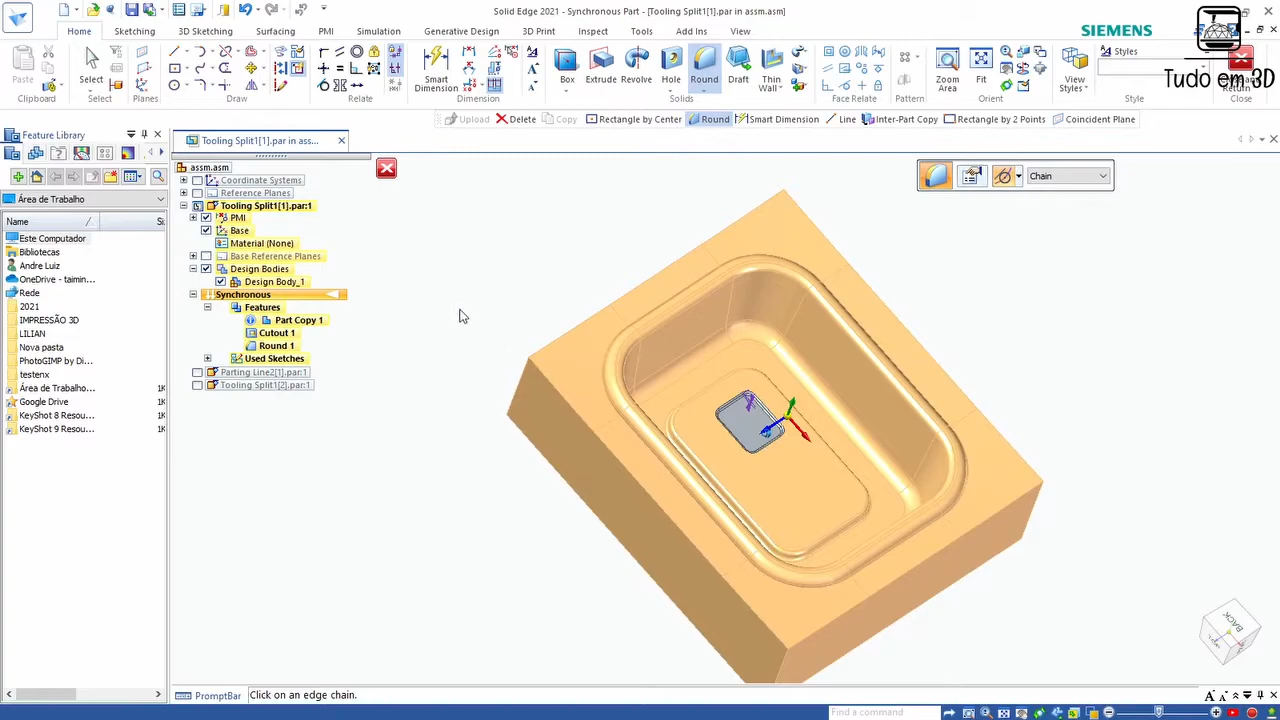 Solid Edge 2021 - Synchronous Part - [Tooling Split1[1].par in assm.asm]
Home
Sketching
3D Sketching
Surfacing
PMI
Simulation
Generative Design
3D Print
Inspect
Tools
Add Ins
View
SIEMENS
Tudo em 3D
Paste
Select
Smart
Dimension
Box
Extrude
Revolve
Hole
Round
Draft
Thin
Wall
Zoom
Area
Fit
View
Styles
Styles
Return
Clipboard
Select
Planes
Draw
Relate
Dimension
Solids
Face Relate
Pattern
Orient
Style
Close
Upload
Delete
Copy
Rectangle by Center
Round
Smart Dimension
Line
Inter-Part Copy
Rectangle by 2 Points
Coincident Plane
Feature Library
Tooling Split1[1].par in ass...
Área de Trabalho
Name
Si
Este Computador
Bibliotecas
Andre Luiz
OneDrive - taimin...
Rede
2021
IMPRESSÃO 3D
LILIAN
Nova pasta
PhotoGIMP by Di...
testenx
Área de Trabalho...
1K
Google Drive
1K
KeyShot 8 Resou...
1K
KeyShot 9 Resou...
1K
assm.asm
Coordinate Systems
Reference Planes
Tooling Split1[1].par:1
PMI
Base
Material (None)
Base Reference Planes
Design Bodies
Design Body_1
Synchronous
Features
Part Copy 1
Cutout 1
Round 1
Used Sketches
Parting Line2[1].par:1
Tooling Split1[2].par:1
Chain
BACK
PromptBar
Click on an edge chain.
Find a command